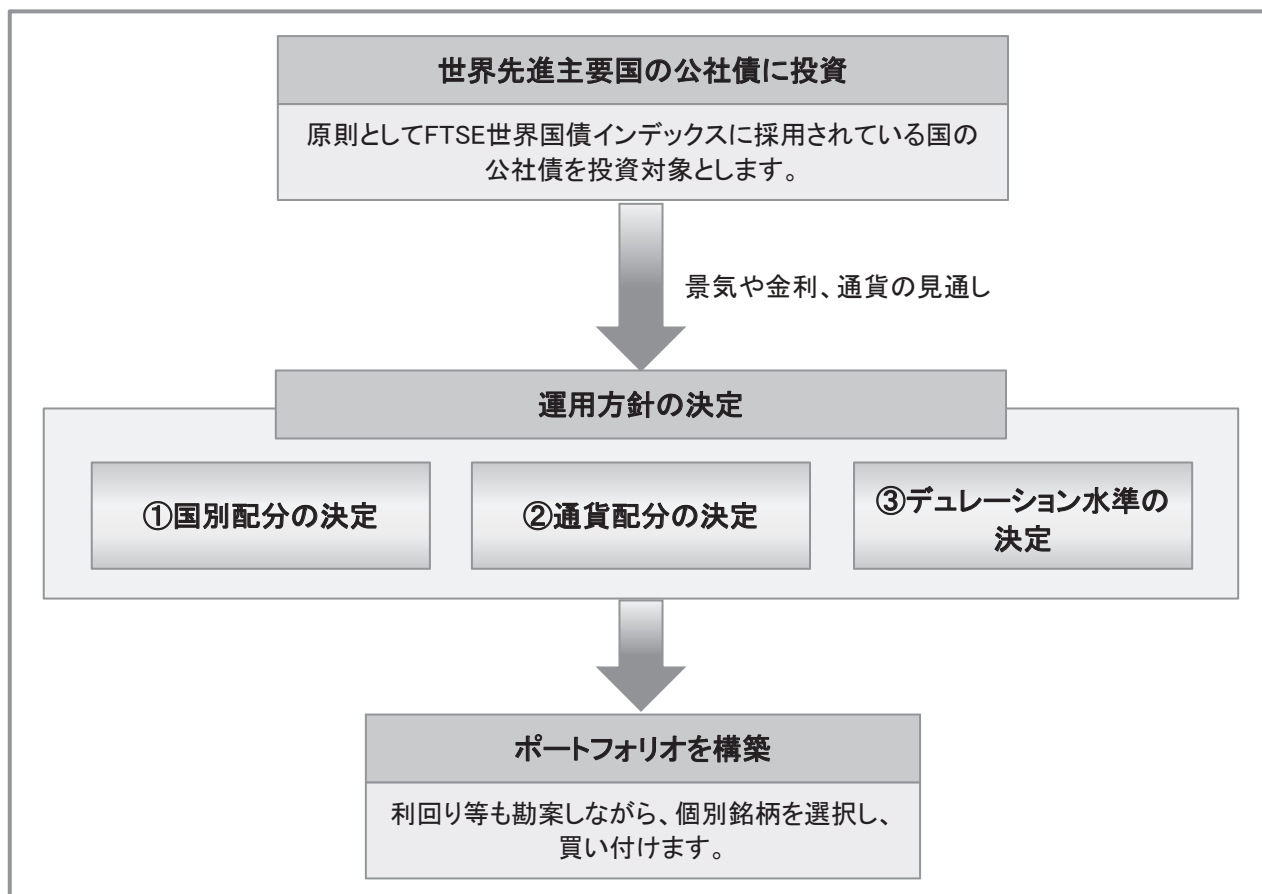 世界先進主要国の公社債に投資
原則としてFTSE世界国債インデックスに採用されている国の
公社債を投資対象とします。
景気や金利、通貨の見通し
運用方針の決定
①国別配分の決定
②通貨配分の決定
③デュレーション水準の
決定
ポートフォリオを構築
利回り等も勘案しながら、個別銘柄を選択し、
買い付けます。